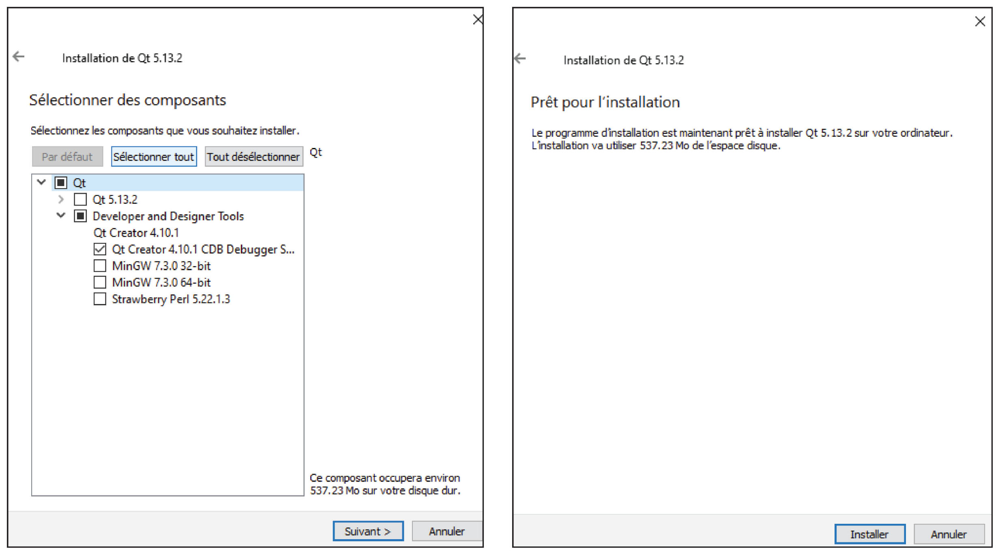 Installation de Qt 5.13.2
Sélectionner des composants
Sélectionnez les composants que vous souhaitez installer.
Par défaut
Sélectionner tout
Tout désélectionner
Qt
Qt
Qt 5.13.2
Developer and Designer Tools
Qt Creator 4.10.1
Qt Creator 4.10.1 CDB Debugger S...
MinGW 7.3.0 32-bit
MinGW 7.3.0 64-bit
Strawberry Perl 5.22.1.3
Ce composant occupera environ
537.23 Mo sur votre disque dur.
Suivant >
Annuler
Installation de Qt 5.13.2
Prêt pour l'installation
Le programme d'installation est maintenant prêt à installer Qt 5.13.2 sur votre ordinateur.
L'installation va utiliser 537.23 Mo de l'espace disque.
Installer
Annuler